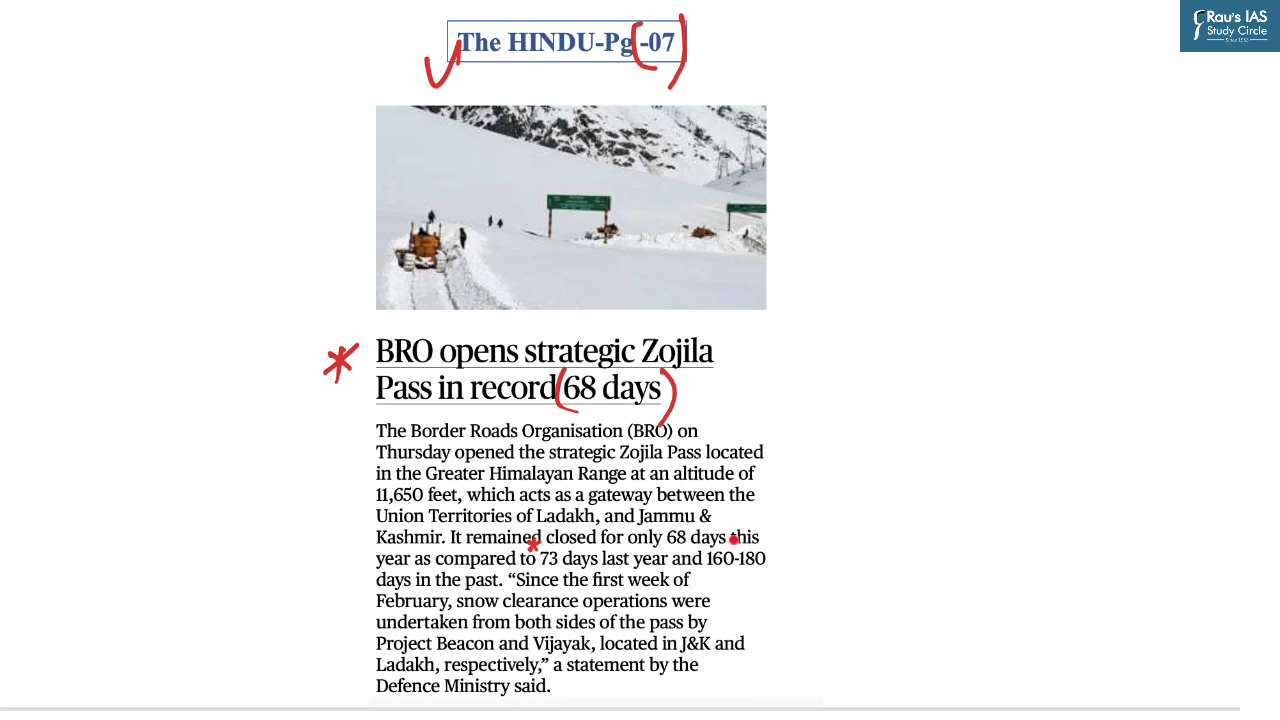 The HINDU-Pg -07
Rau's IAS
Study Circle
Since 1953
BRO opens strategic Zojila
Pass in record 68 days
The Border Roads Organisation (BRO) on
Thursday opened the strategic Zojila Pass located
in the Greater Himalayan Range at an altitude of
11,650 feet, which acts as a gateway between the
Union Territories of Ladakh, and Jammu &
Kashmir. It remained closed for only 68 days this
year as compared to 73 days last year and 160-180
days in the past. “Since the first week of
February, snow clearance operations were
undertaken from both sides of the pass by
Project Beacon and Vijayak, located in J&K and
Ladakh, respectively,” a statement by the
Defence Ministry said.